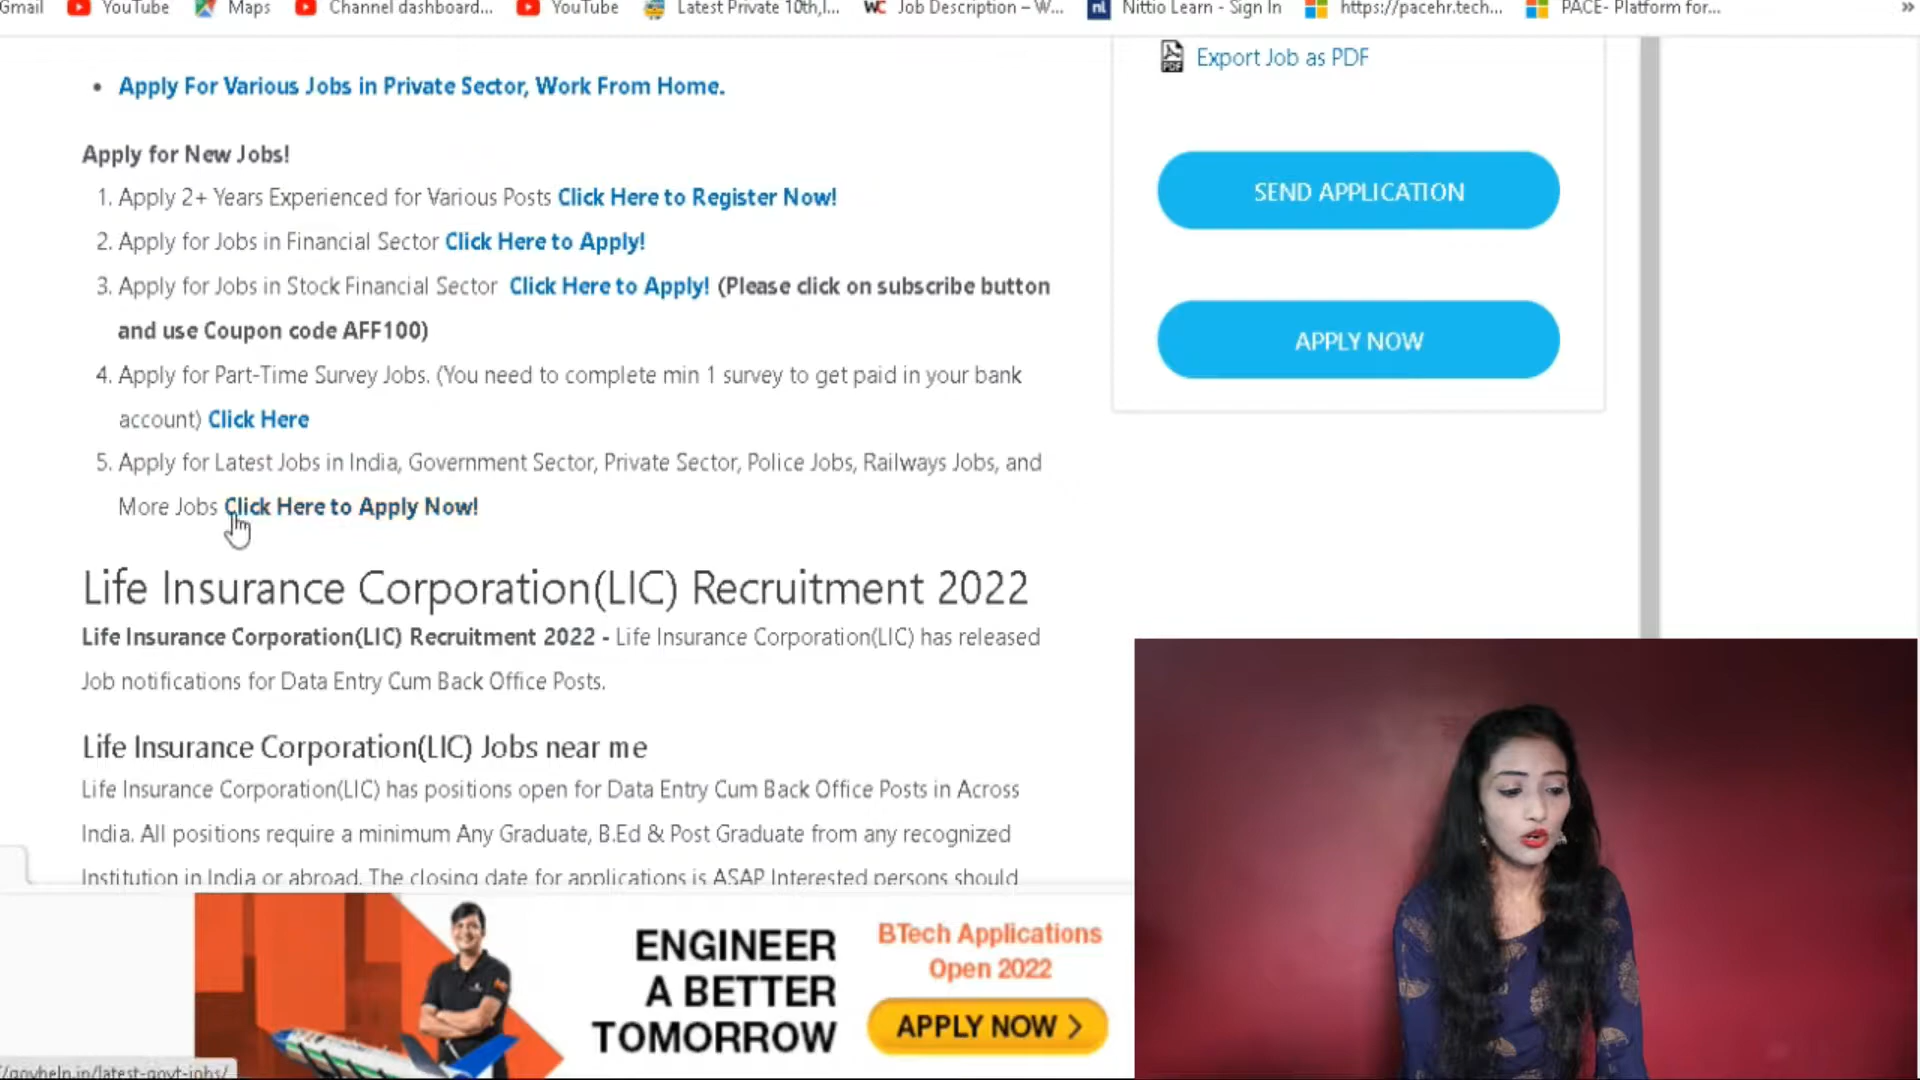 Gmail YouTube Maps Channel dashboard... YouTube Latest Private 10th,I... WC Job Description – W... nl Nittio Learn - Sign In https://pacehr.tech... PACE- Platform for... »
Export Job as PDF
• Apply For Various Jobs in Private Sector, Work From Home.
Apply for New Jobs!
1. Apply 2+ Years Experienced for Various Posts Click Here to Register Now!
2. Apply for Jobs in Financial Sector Click Here to Apply!
3. Apply for Jobs in Stock Financial Sector Click Here to Apply! (Please click on subscribe button
and use Coupon code AFF100)
4. Apply for Part-Time Survey Jobs. (You need to complete min 1 survey to get paid in your bank
account) Click Here
5. Apply for Latest Jobs in India, Government Sector, Private Sector, Police Jobs, Railways Jobs, and
More Jobs Click Here to Apply Now!
SEND APPLICATION
APPLY NOW
Life Insurance Corporation(LIC) Recruitment 2022
Life Insurance Corporation(LIC) Recruitment 2022 - Life Insurance Corporation(LIC) has released
Job notifications for Data Entry Cum Back Office Posts.
Life Insurance Corporation(LIC) Jobs near me
Life Insurance Corporation(LIC) has positions open for Data Entry Cum Back Office Posts in Across
India. All positions require a minimum Any Graduate, B.Ed & Post Graduate from any recognized
Institution in India or abroad. The closing date for applications is ASAP Interested persons should
ENGINEER
A BETTER
TOMORROW
BTech Applications
Open 2022
APPLY NOW >
/govhelp.in/latest-govt-jobs/